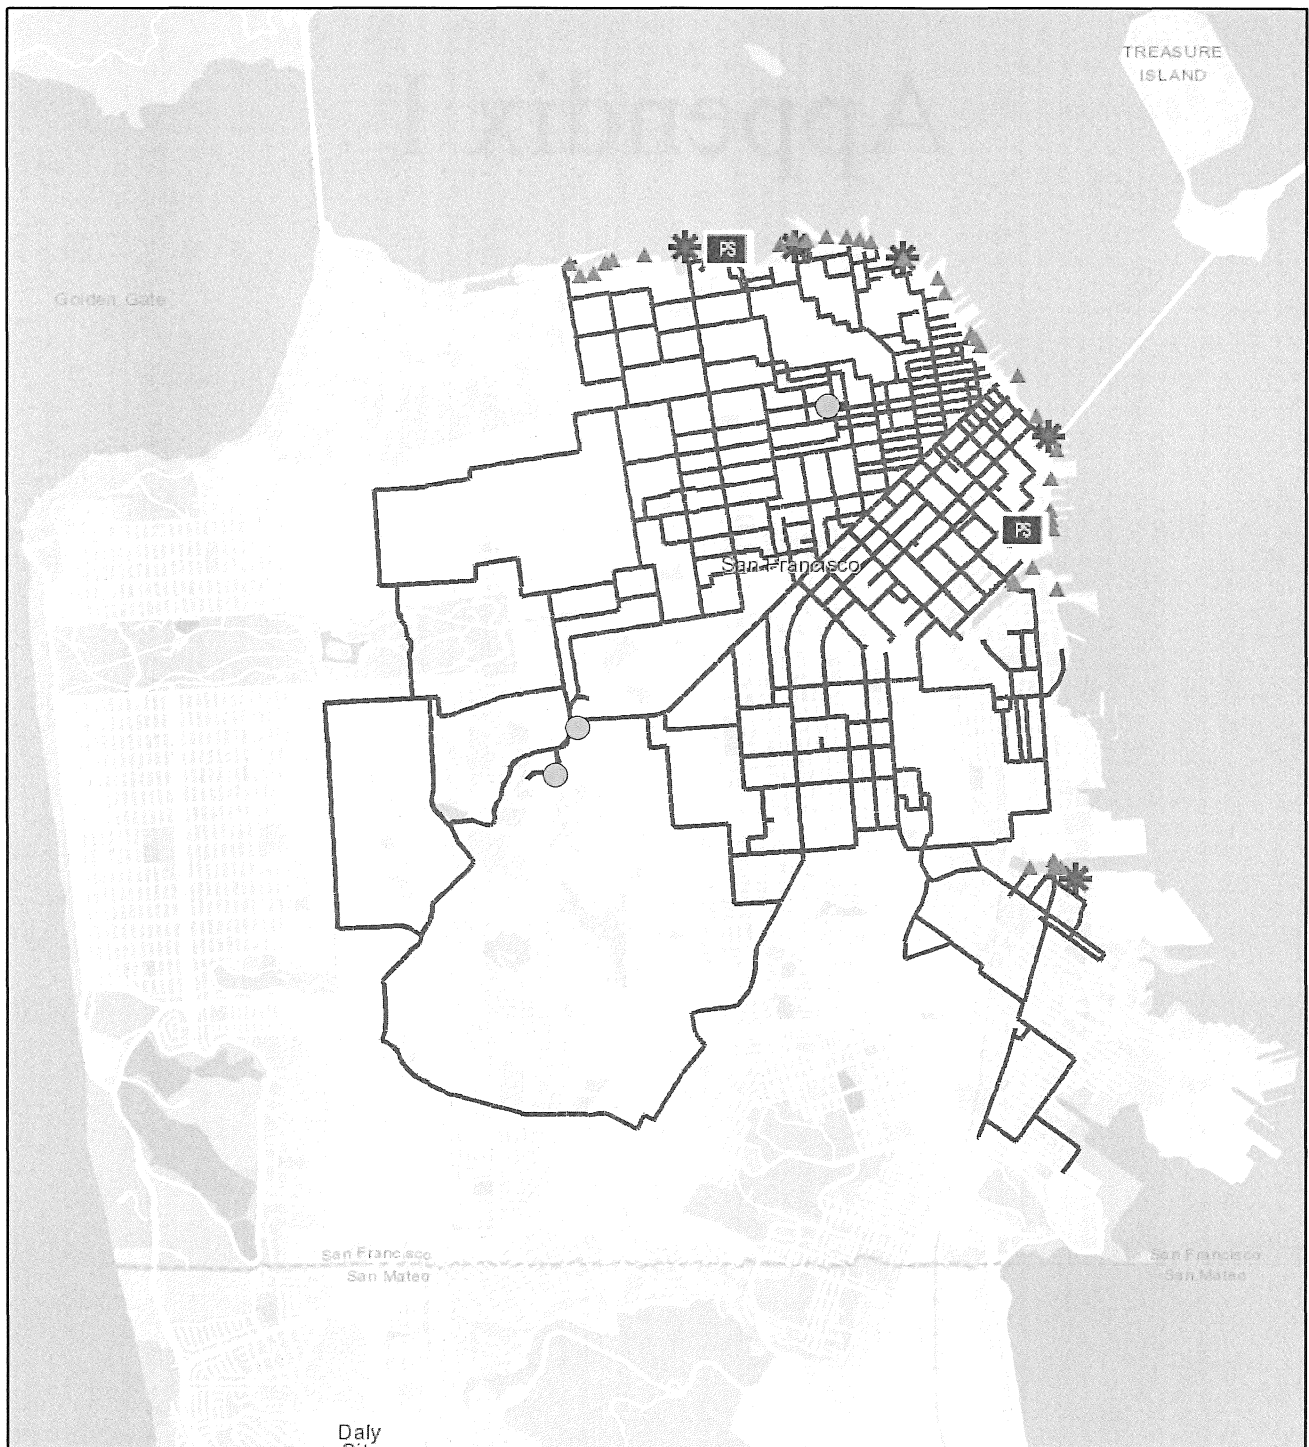 TREASURE
ISLAND
PS
Golden Gate
PS
San Francisco
San Francisco
San Mateo
San Francisco
San Mateo
Daly